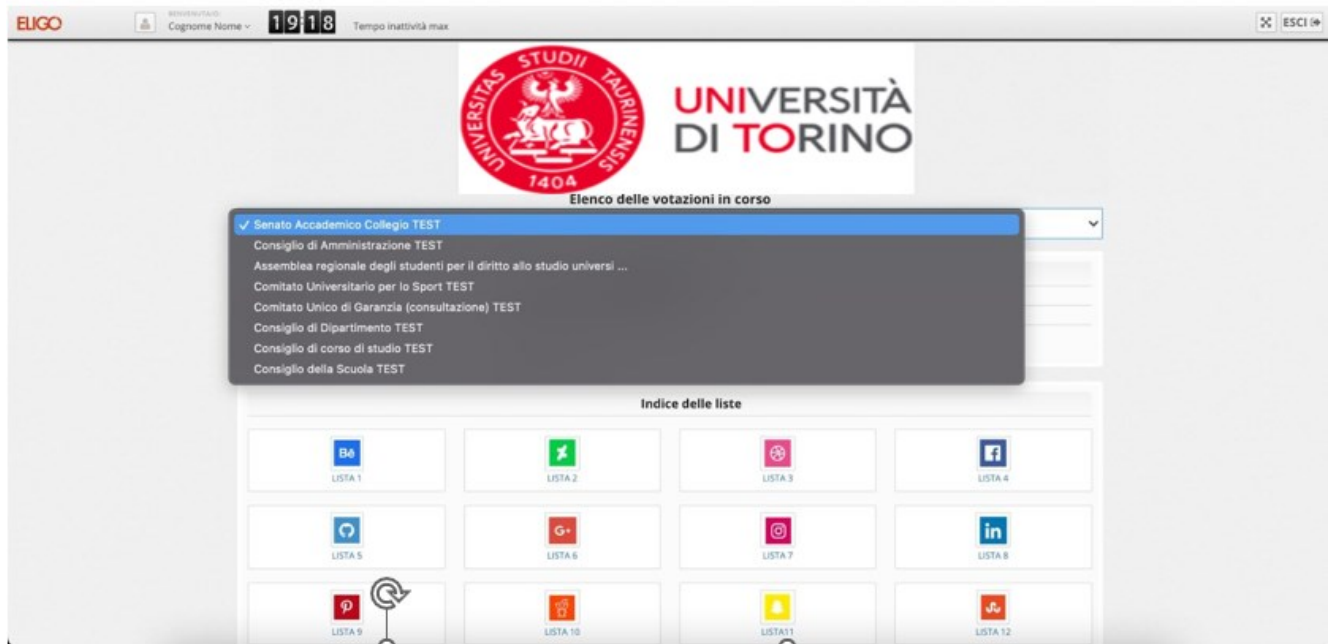 ELIGO
BENVENUTA/O:
Cognome Nome
19:18
Tempo inattività max
ESCI
UNIVERSITAS STUDII TAURINENSIS
1404
UNIVERSITÀ
DI TORINO
Elenco delle votazioni in corso
✓ Senato Accademico Collegio TEST
Consiglio di Amministrazione TEST
Assemblea regionale degli studenti per il diritto allo studio universi ...
Comitato Universitario per lo Sport TEST
Comitato Unico di Garanzia (consultazione) TEST
Consiglio di Dipartimento TEST
Consiglio di corso di studio TEST
Consiglio della Scuola TEST
Indice delle liste
Bē
LISTA 1
LISTA 2
LISTA 3
LISTA 4
LISTA 5
G+
LISTA 6
LISTA 7
in
LISTA 8
LISTA 9
LISTA 10
LISTA11
LISTA 12